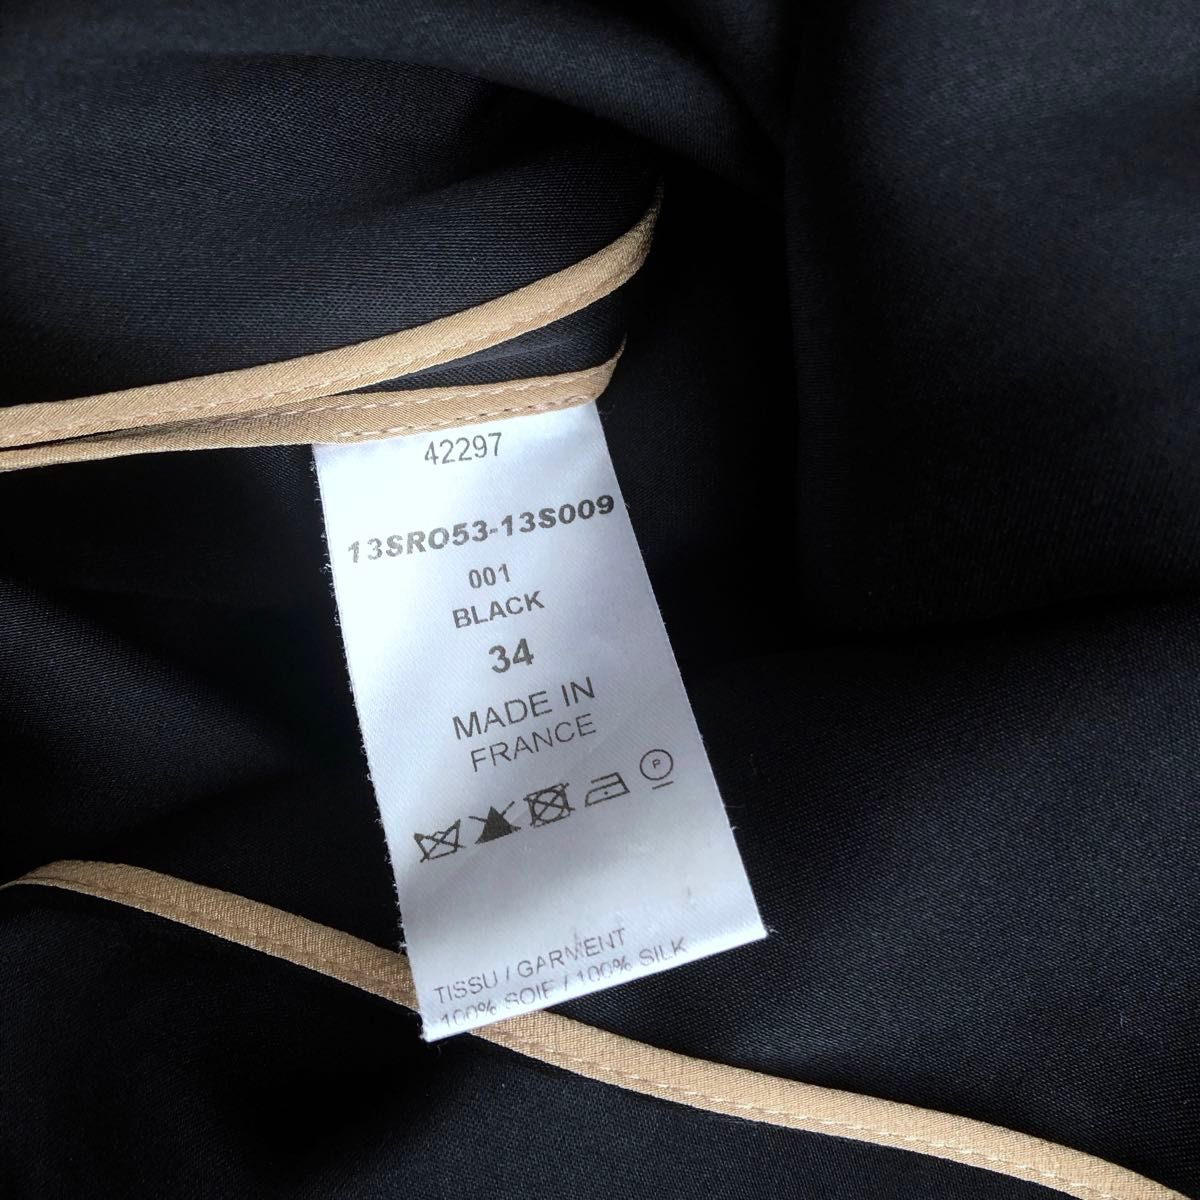 42297
13SRO53-13S009
001
BLACK
34
MADE IN
FRANCE
P
TISSU / GARMENT
100% SOIE / 100% SILK